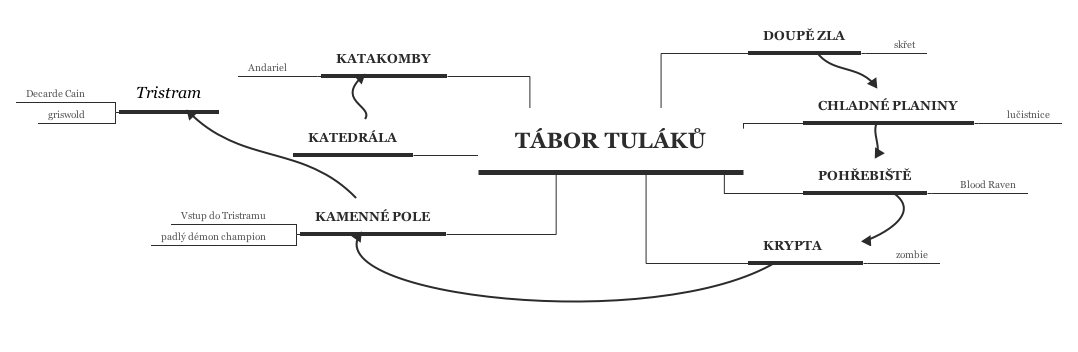 DOUPĚ ZLA
skřet
KATAKOMBY
Andariel
Tristram
Decarde Cain
griswold
CHLADNÉ PLANINY
lučistnice
KATEDRÁLA
TÁBOR TULÁKŮ
POHŘEBIŠTĚ
Blood Raven
KAMENNÉ POLE
Vstup do Tristramu
padlý démon champion
KRYPTA
zombie